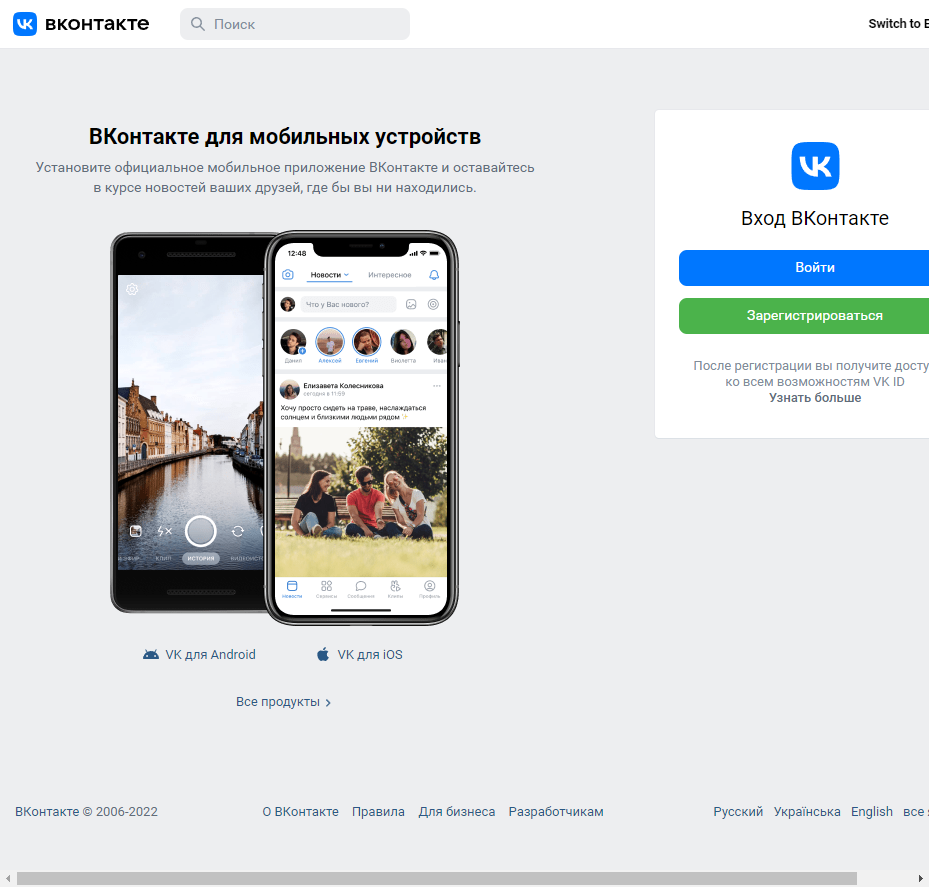 вконтакте
Поиск
Switch to E
ВКонтакте для мобильных устройств
Установите официальное мобильное приложение ВКонтакте и оставайтесь
в курсе новостей ваших друзей, где бы вы ни находились.
12:48
Новости
Интересное
Что у Вас нового?
Данил
Алексей
Евгений
Виолетта
Иван
Елизавета Колесникова
сегодня в 11:59
Хочу просто сидеть на траве, наслаждаться
солнцем и близкими людьми рядом
КЛИП
ИСТОРИЯ
Новости
Сервисы
Сообщения
Клипы
Профиль
VK для Android
VK для iOS
Все продукты
Вход ВКонтакте
Войти
Зарегистрироваться
После регистрации вы получите досту
ко всем возможностям VK ID
Узнать больше
ВКонтакте © 2006-2022
О ВКонтакте Правила Для бизнеса Разработчикам
Русский Українська English все